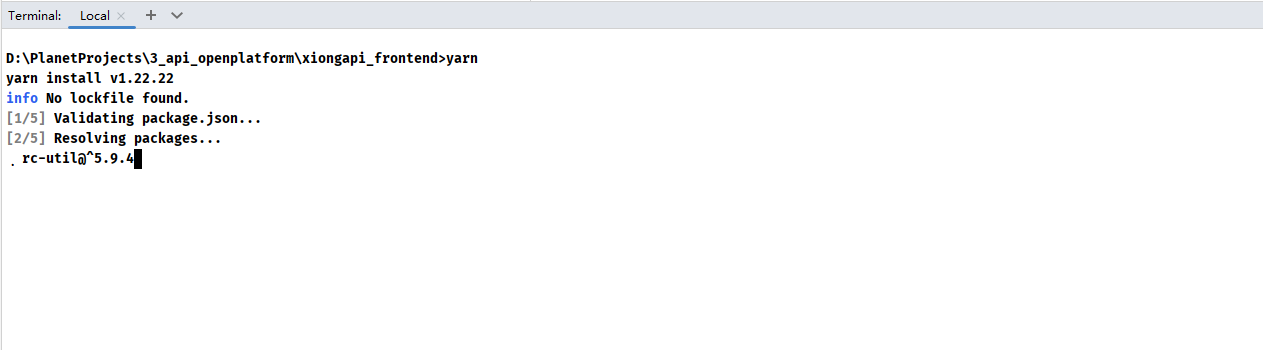 Terminal: Local × + ∨
D:\PlanetProjects\3_api_openplatform\xiongapi_frontend>yarn
yarn install v1.22.22
info No lockfile found.
[1/5] Validating package.json...
[2/5] Resolving packages...
. rc-util@^5.9.4